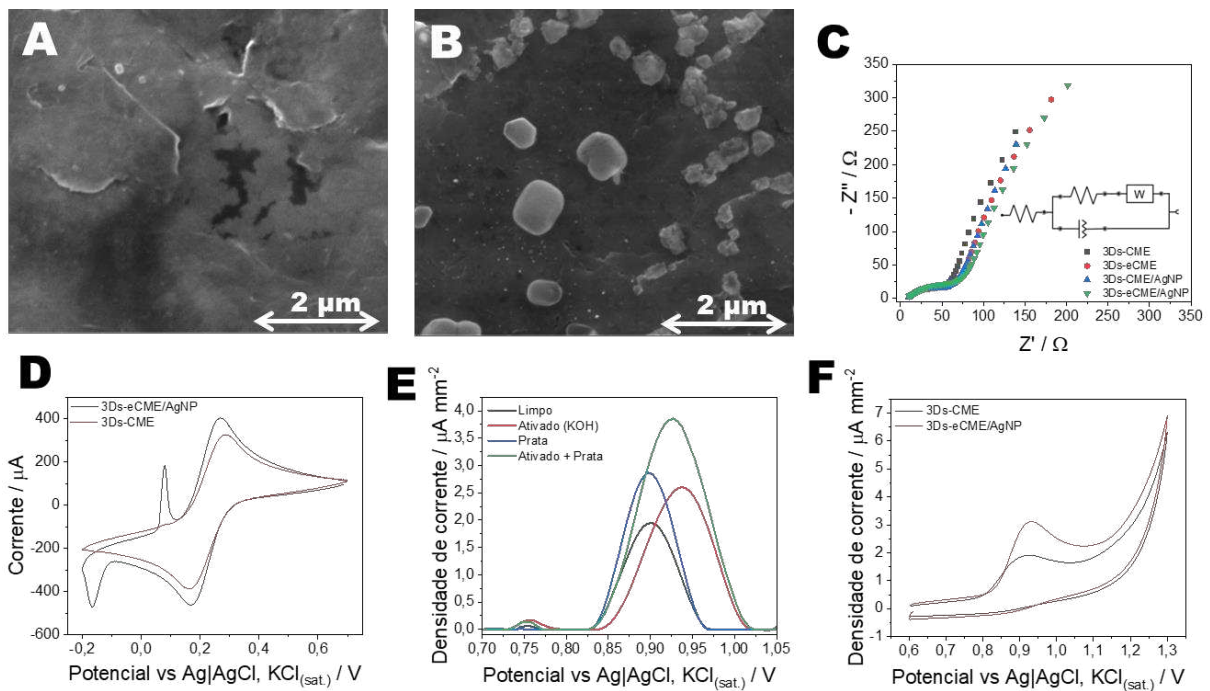 A
2 μm
B
2 μm
C
350
300
250
200
150
100
50
0
- Z'' / Ω
W
3Ds-CME
3Ds-eCME
3Ds-CME/AgNP
3Ds-eCME/AgNP
0 50 100 150 200 250 300 350
Z' / Ω
D
3Ds-eCME/AgNP
3Ds-CME
400
200
0
-200
-400
-600
Corrente / μA
0,0 0,2 0,4 0,6
Potencial vs Ag|AgCl, KCl(sat.) / V
E
Limpo
Ativado (KOH)
Prata
Ativado + Prata
4,0
3,5
3,0
2,5
2,0
1,5
1,0
0,5
0,0
Densidade de corrente / μA mm-2
0,70 0,75 0,80 0,85 0,90 0,95 1,00 1,05
Potencial vs Ag|AgCl, KCl(sat.) / V
F
3Ds-CME
3Ds-eCME/AgNP
7
6
5
4
3
2
1
0
-1
Densidade de corrente / μA mm-2
0,6 0,7 0,8 0,9 1,0 1,1 1,2 1,3
Potencial vs Ag|AgCl, KCl(sat.) / V